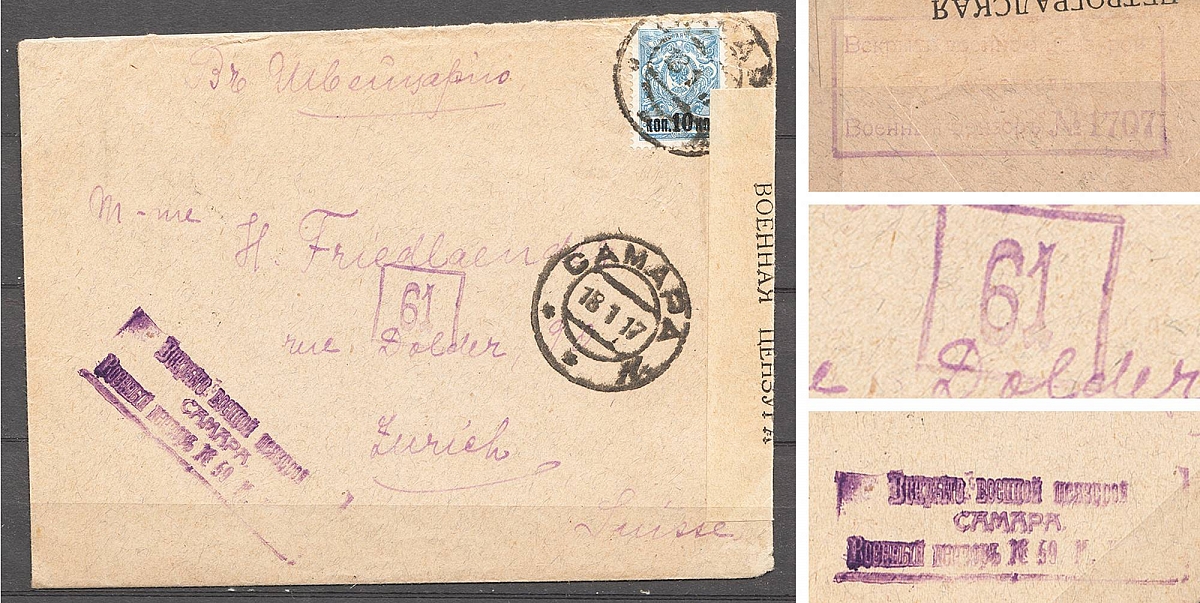 Въ Швейцарію
КОП. 10
M-me
H. Friedlaend
61
rue Dolder
Zurich
Suisse
САМАРА
18 1 17
ВОЕННАЯ ЦЕНЗУРА
Вскрыто военной цензурой
САМАРА.
Военный цензоръ № 59.
ПЕТРОГРАДСКАЯ
Военный № 1707
61
Dolder
Вскрыто военной цензурой
САМАРА.
Военный цензоръ № 59.